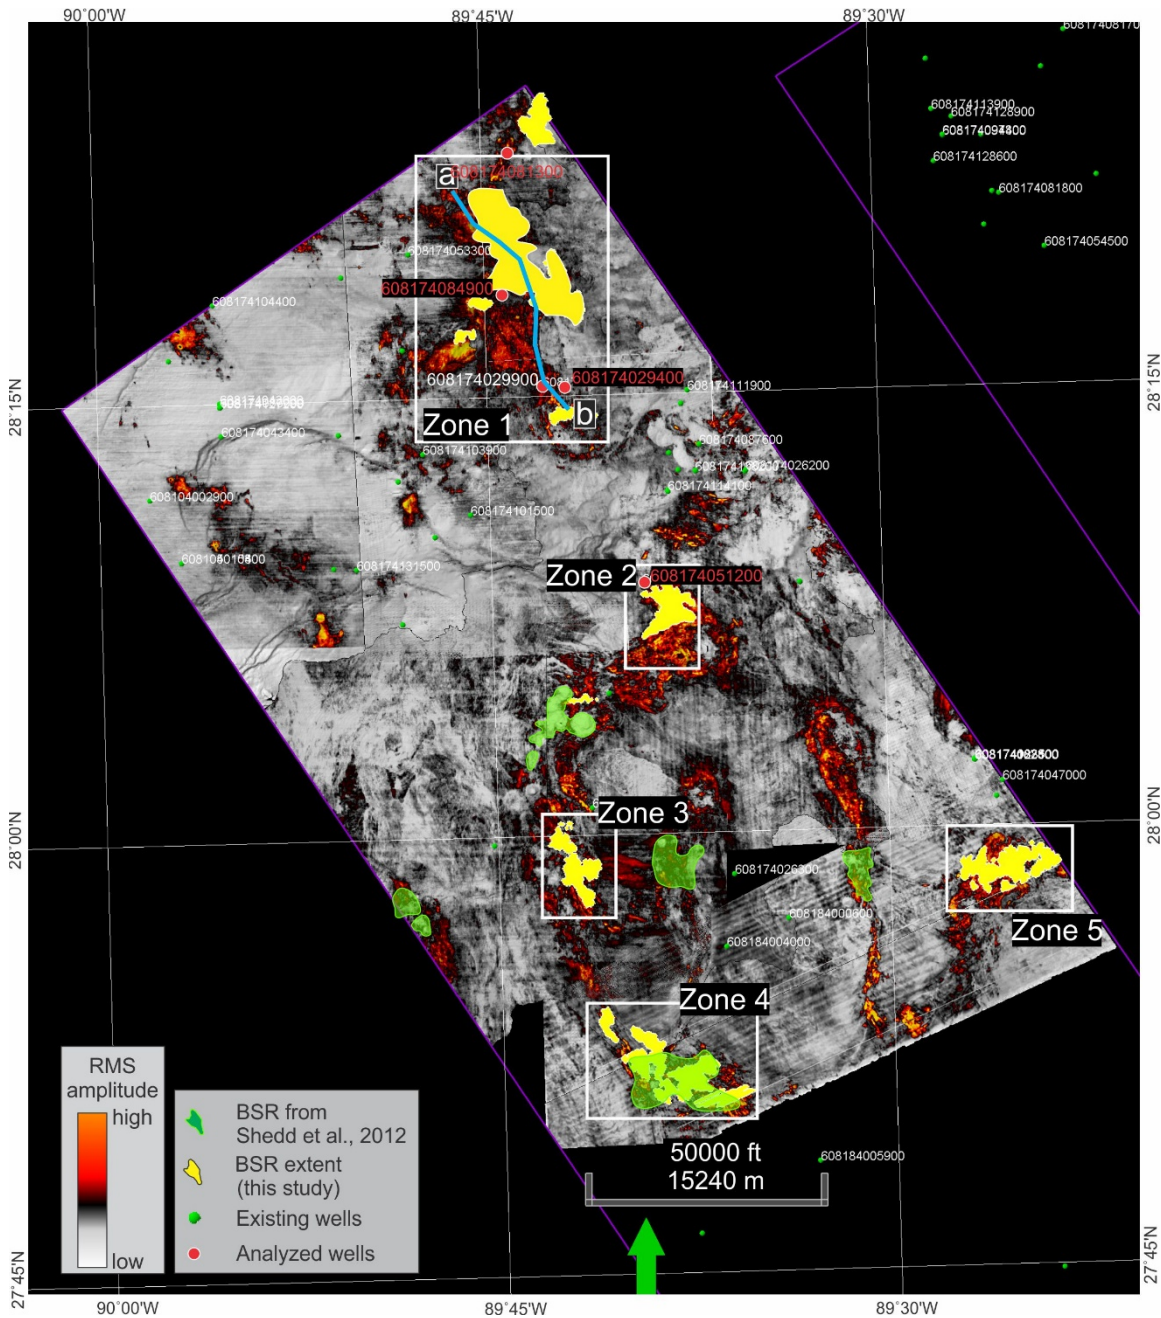 90°00'W
89°45'W
89°30'W
608174113900
608174128900
608174128600
608174081800
608174054500
a
608174081300
608174053300
608174084900
608174104400
28°15'N
28°15'N
608174029900
608174029400
608174111900
b
Zone 1
608174043400
608174087600
608174103900
608174026200
608174114100
608104002900
608174101500
608174131500
Zone 2
608174051200
608174047000
Zone 3
28°00'N
28°00'N
608174026300
608184000600
Zone 5
608184004000
Zone 4
RMS
amplitude
high
low
BSR from
Shedd et al., 2012
BSR extent
(this study)
Existing wells
Analyzed wells
50000 ft
15240 m
608184005900
27°45'N
27°45'N
90°00'W
89°45'W
89°30'W